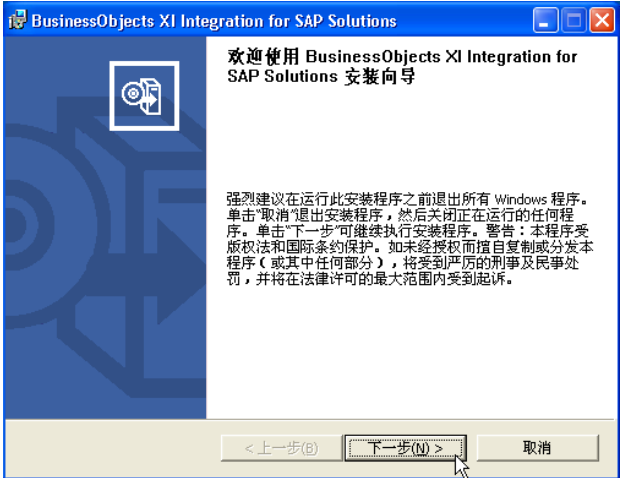 BusinessObjects XI Integration for SAP Solutions
欢迎使用 BusinessObjects XI Integration for
SAP Solutions 安装向导
强烈建议在运行此安装程序之前退出所有 Windows 程序。
单击“取消”退出安装程序，然后关闭正在运行的任何程
序。单击“下一步”可继续执行安装程序。警告：本程序受
版权法和国际条约保护。如未经授权而擅自复制或分发本
程序（或其中任何部分），将受到严厉的刑事及民事处
罚，并将在法律许可的最大范围内受到起诉。
< 上一步(B) 下一步(N) > 取消